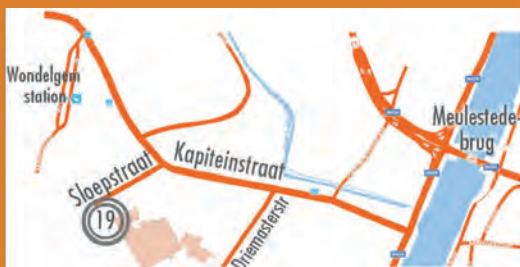 Wondelgem
station
Meulestede-
brug
Kapiteinstraat
Sloepstraat
19
Driemasterstr